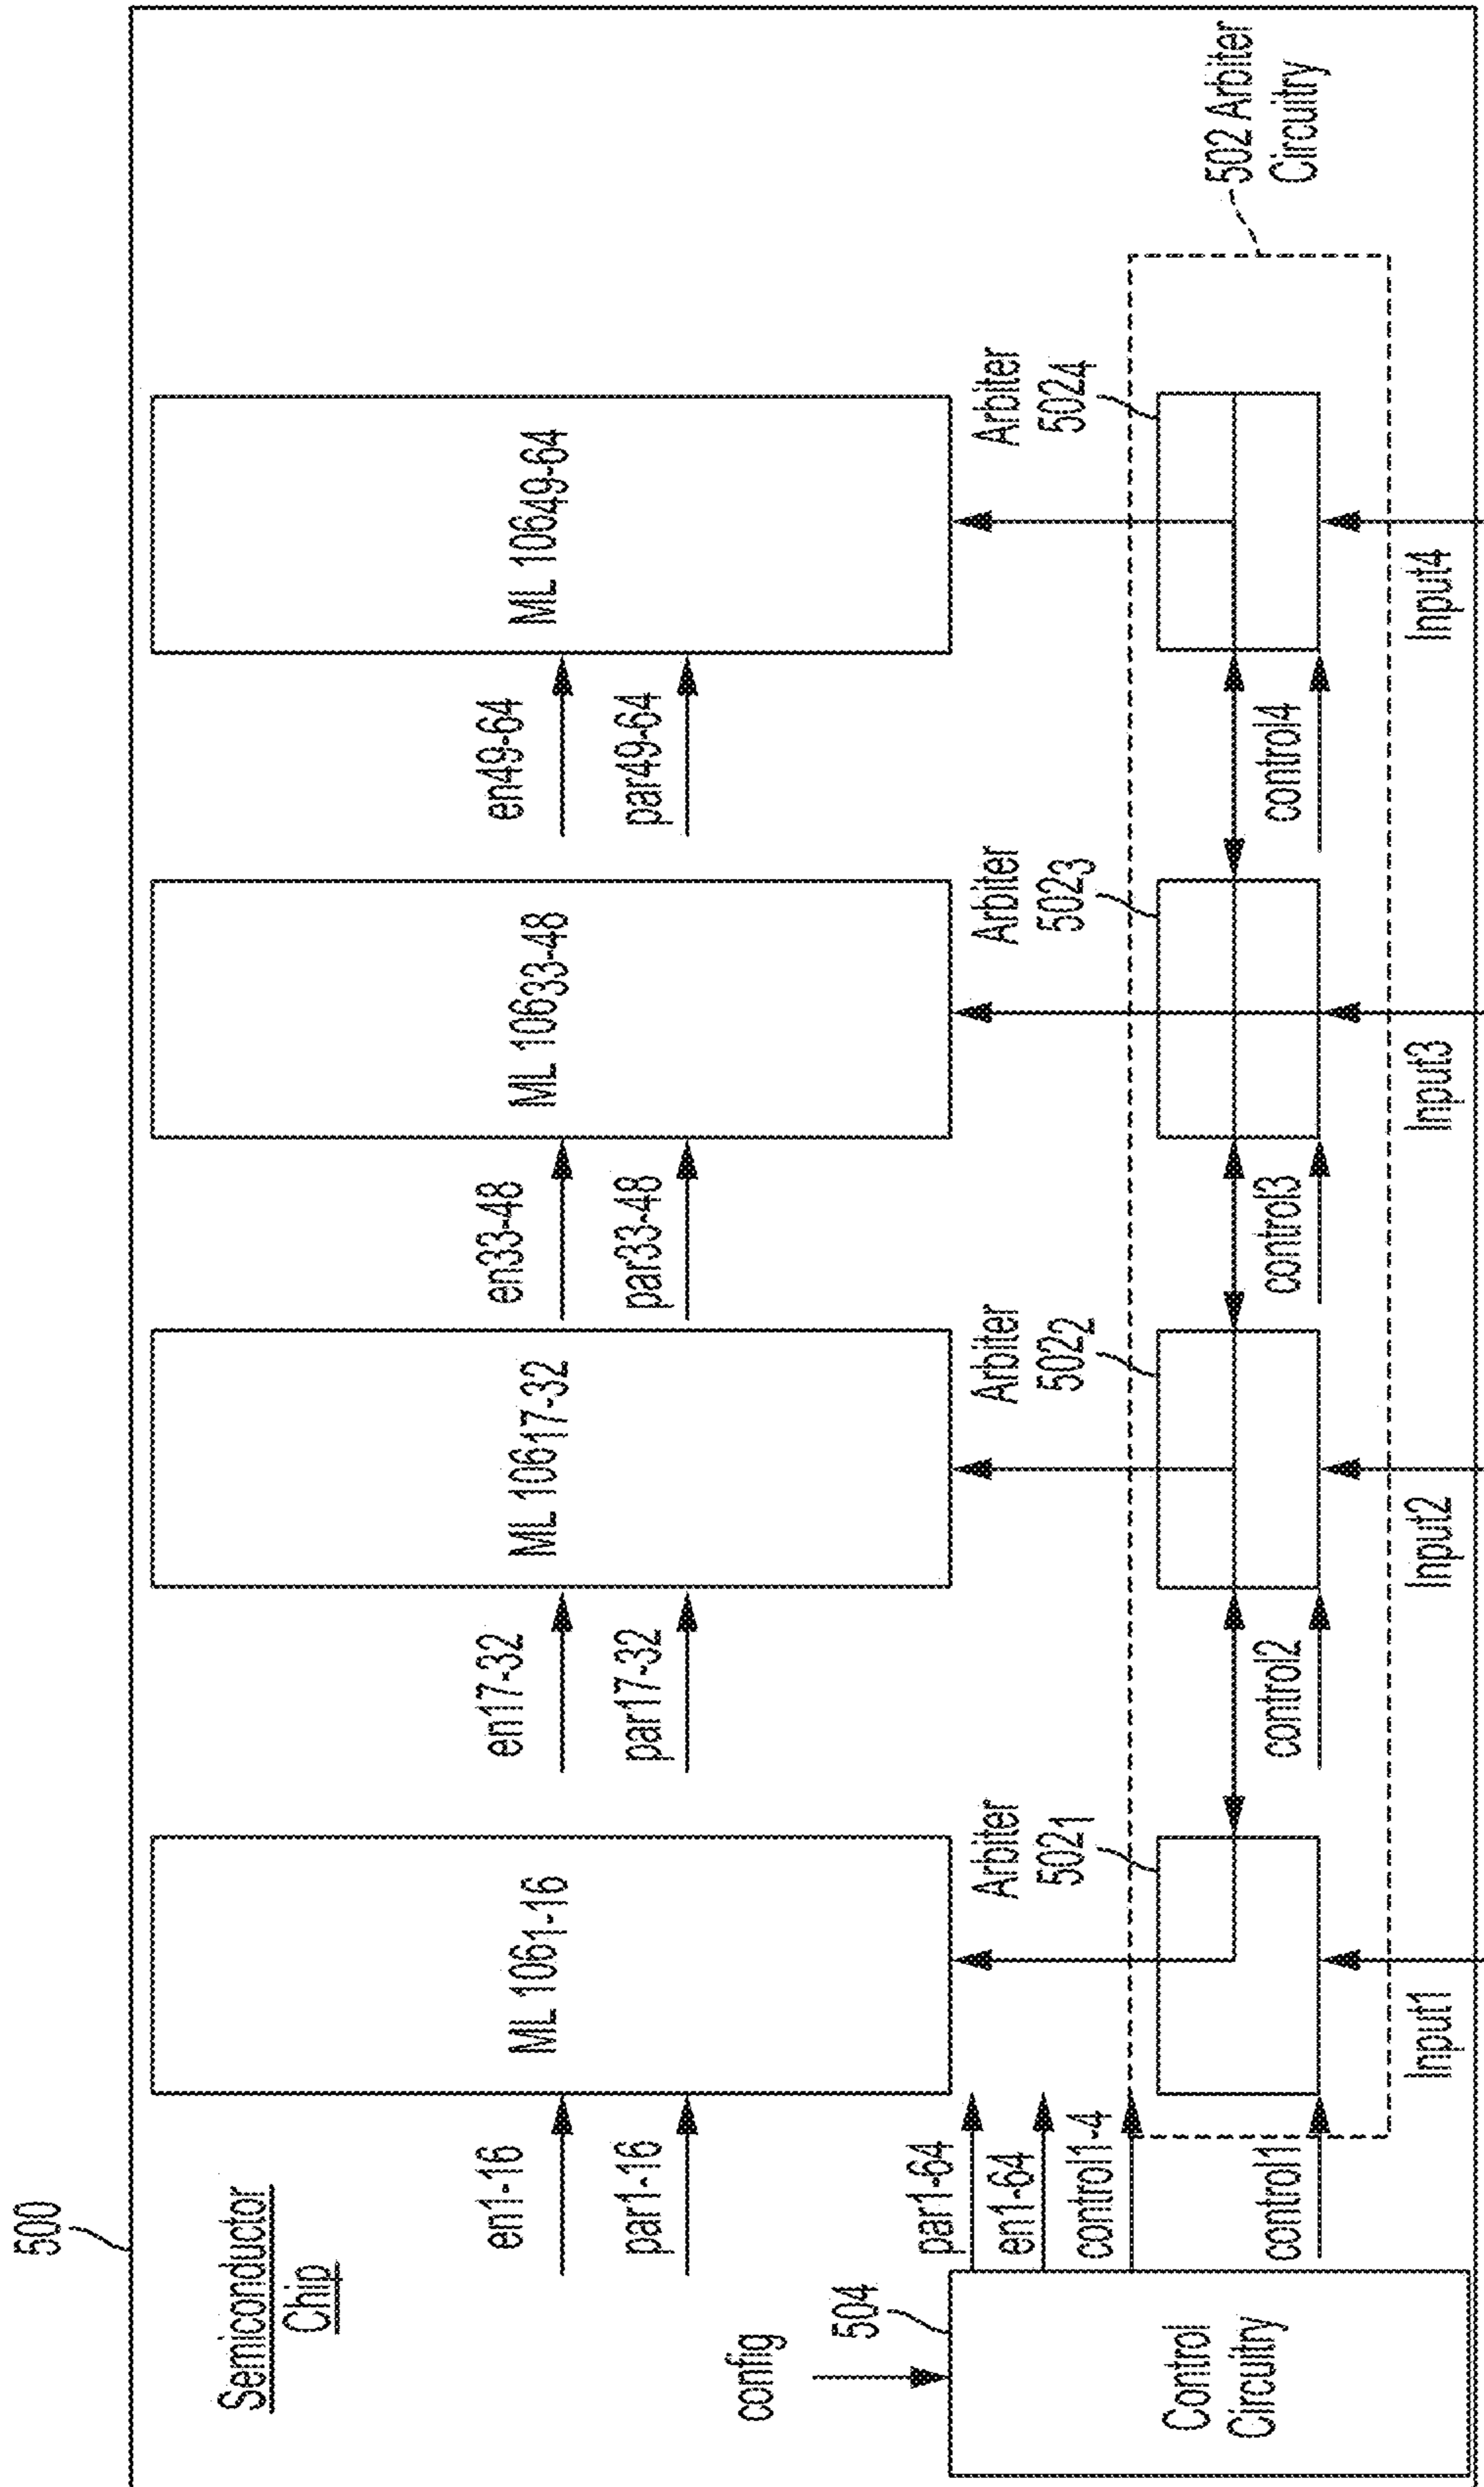 500
Semiconductor
Chip
en1-16
par1-16
ML 106₁₋₁₆
en17-32
par17-32
ML 106₁₇₋₃₂
en33-48
par33-48
ML 106₃₃₋₄₈
en49-64
par49-64
ML 106₄₉₋₆₄
config
504
Control
Circuitry
par1-64
en1-64
control1-4
control1
Arbiter
502₁
control2
Arbiter
502₂
control3
Arbiter
502₃
control4
Arbiter
502₄
502 Arbiter
Circuitry
Input1
Input2
Input3
Input4